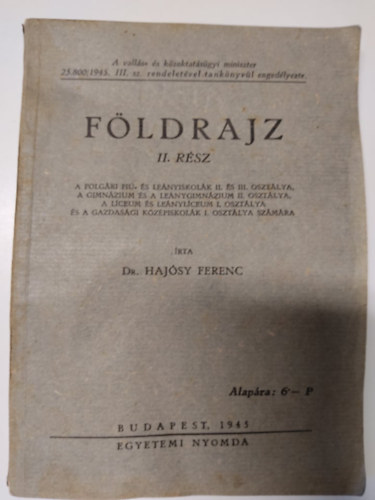 A vallás és közoktatásügyi miniszter
25.800/1945. III. sz. rendeletével tankönyvül engedélyezte.
FÖLDRAJZ
II. RÉSZ
A POLGÁRI FIÚ- ÉS LEÁNYISKOLÁK II. ÉS III. OSZTÁLYA,
A GIMNÁZIUM ÉS A LEÁNYGIMNÁZIUM II. OSZTÁLYA,
A LÍCEUM ÉS LEÁNYLÍCEUM I. OSZTÁLYA
ÉS A GAZDASÁGI KÖZÉPISKOLÁK I. OSZTÁLYA SZÁMÁRA
ÍRTA
DR. HAJÓSY FERENC
Alapára: 6·— P
BUDAPEST, 1945
EGYETEMI NYOMDA